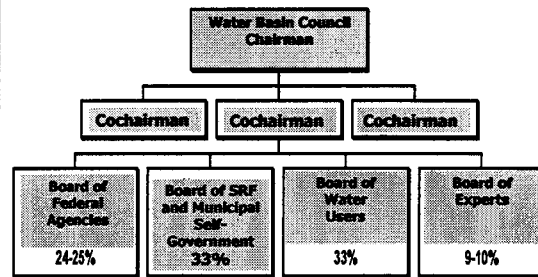 Water Basin Council
Chairman
Cochairman
Cochairman
Cochairman
Board of
Federal
Agencies
24-25%
Board of SRF
and Municipal
Self-
Government
33%
Board of
Water
Users
33%
Board of
Experts
9-10%